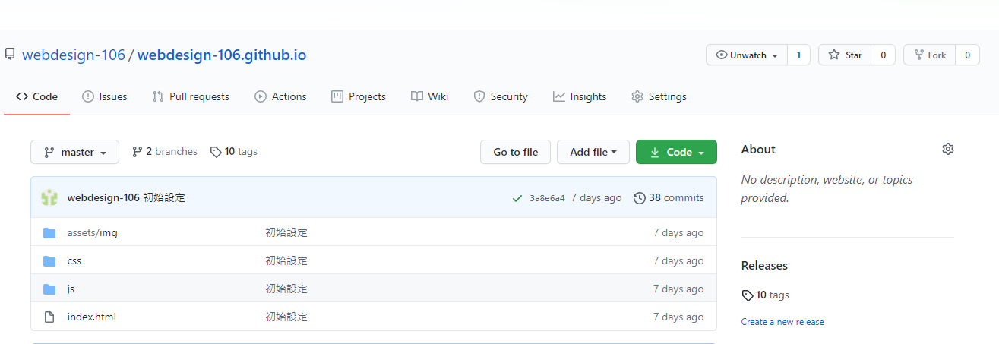 webdesign-106 / webdesign-106.github.io
Unwatch 1 Star 0 Fork 0
Code Issues Pull requests Actions Projects Wiki Security Insights Settings
master 2 branches 10 tags Go to file Add file Code
webdesign-106 初始設定 3a8e6a4 7 days ago 38 commits
assets/img 初始設定 7 days ago
css 初始設定 7 days ago
js 初始設定 7 days ago
index.html 初始設定 7 days ago
About
No description, website, or topics
provided.
Releases
10 tags
Create a new release